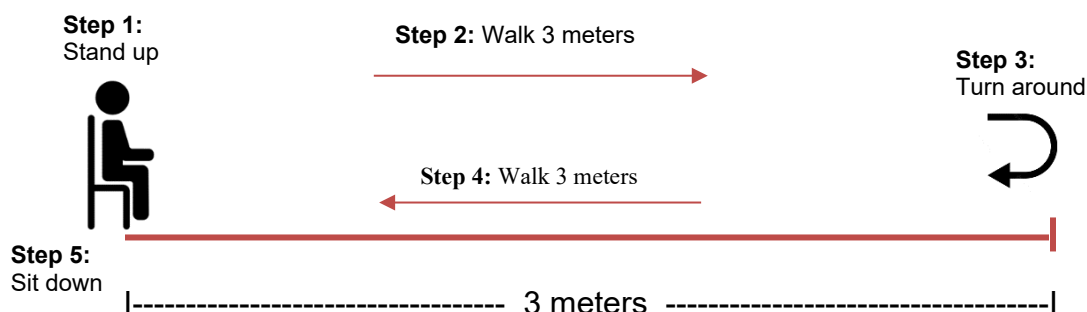 Step 1:
Stand up
Step 2: Walk 3 meters
Step 3:
Turn around
Step 4: Walk 3 meters
Step 5:
Sit down
|----------------------------- 3 meters ------------------------------|